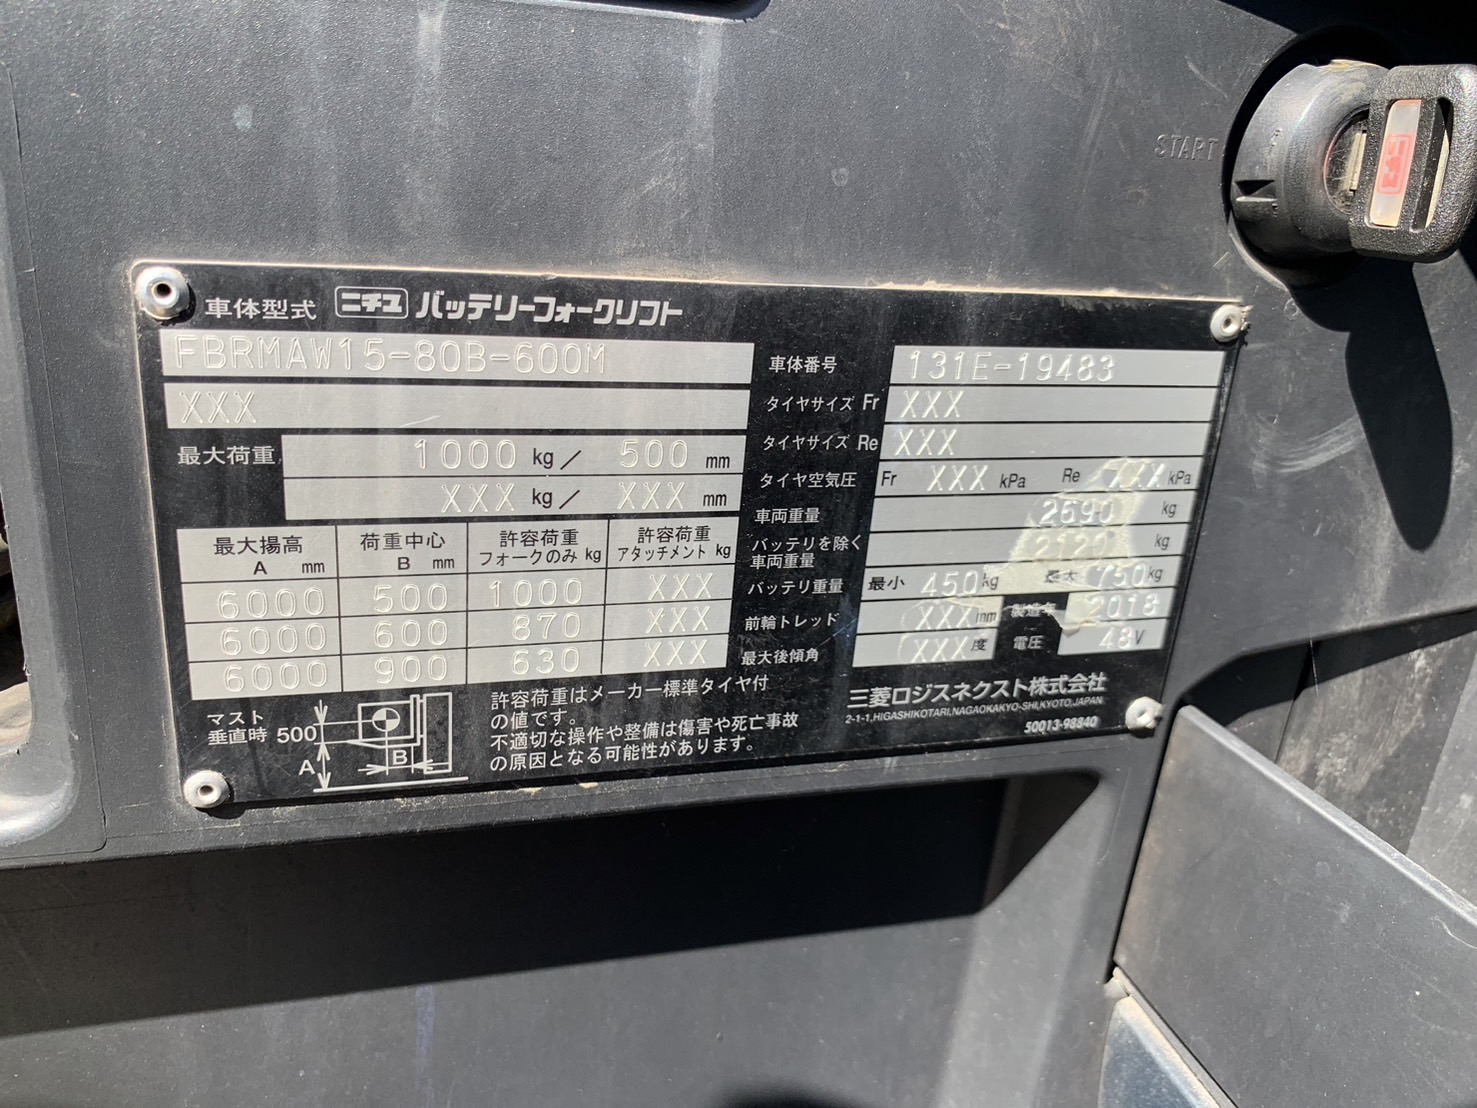 START
車体型式 ニチユ バッテリーフォークリフト
FBRMAW15-80B-600M
XXX
最大荷重 1000 kg/ 500 mm
XXX kg/ XXX mm
最大揚高 A mm 荷重中心 B mm 許容荷重 フォークのみ kg 許容荷重 アタッチメント kg
6000 500 1000 XXX
6000 600 870 XXX
6000 900 630 XXX
マスト
垂直時 500
A
B
許容荷重はメーカー標準タイヤ付
の値です。
不適切な操作や整備は傷害や死亡事故
の原因となる可能性があります。
車体番号 131E-19483
タイヤサイズ Fr XXX
タイヤサイズ Re XXX
タイヤ空気圧 Fr XXX kPa Re XXX kPa
車両重量 2690 kg
バッテリを除く
車両重量 2120 kg
バッテリ重量 最小 450kg 最大 750kg
前輪トレッド XXX mm 製造年 2018
最大後傾角 XXX 度 電圧 48V
三菱ロジスネクスト株式会社
2-1-1,HIGASHIKOTARI,NAGAOKAKYO-SHI,KYOTO,JAPAN
50013-98840